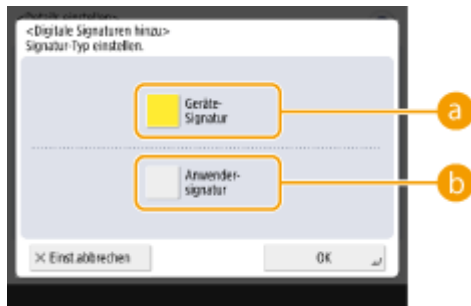 <Digitale Signaturen hinzu>
Signatur-Typ einstellen.
Geräte-
Signatur
a
Anwender-
signatur
b
× Einst.abbrechen
OK